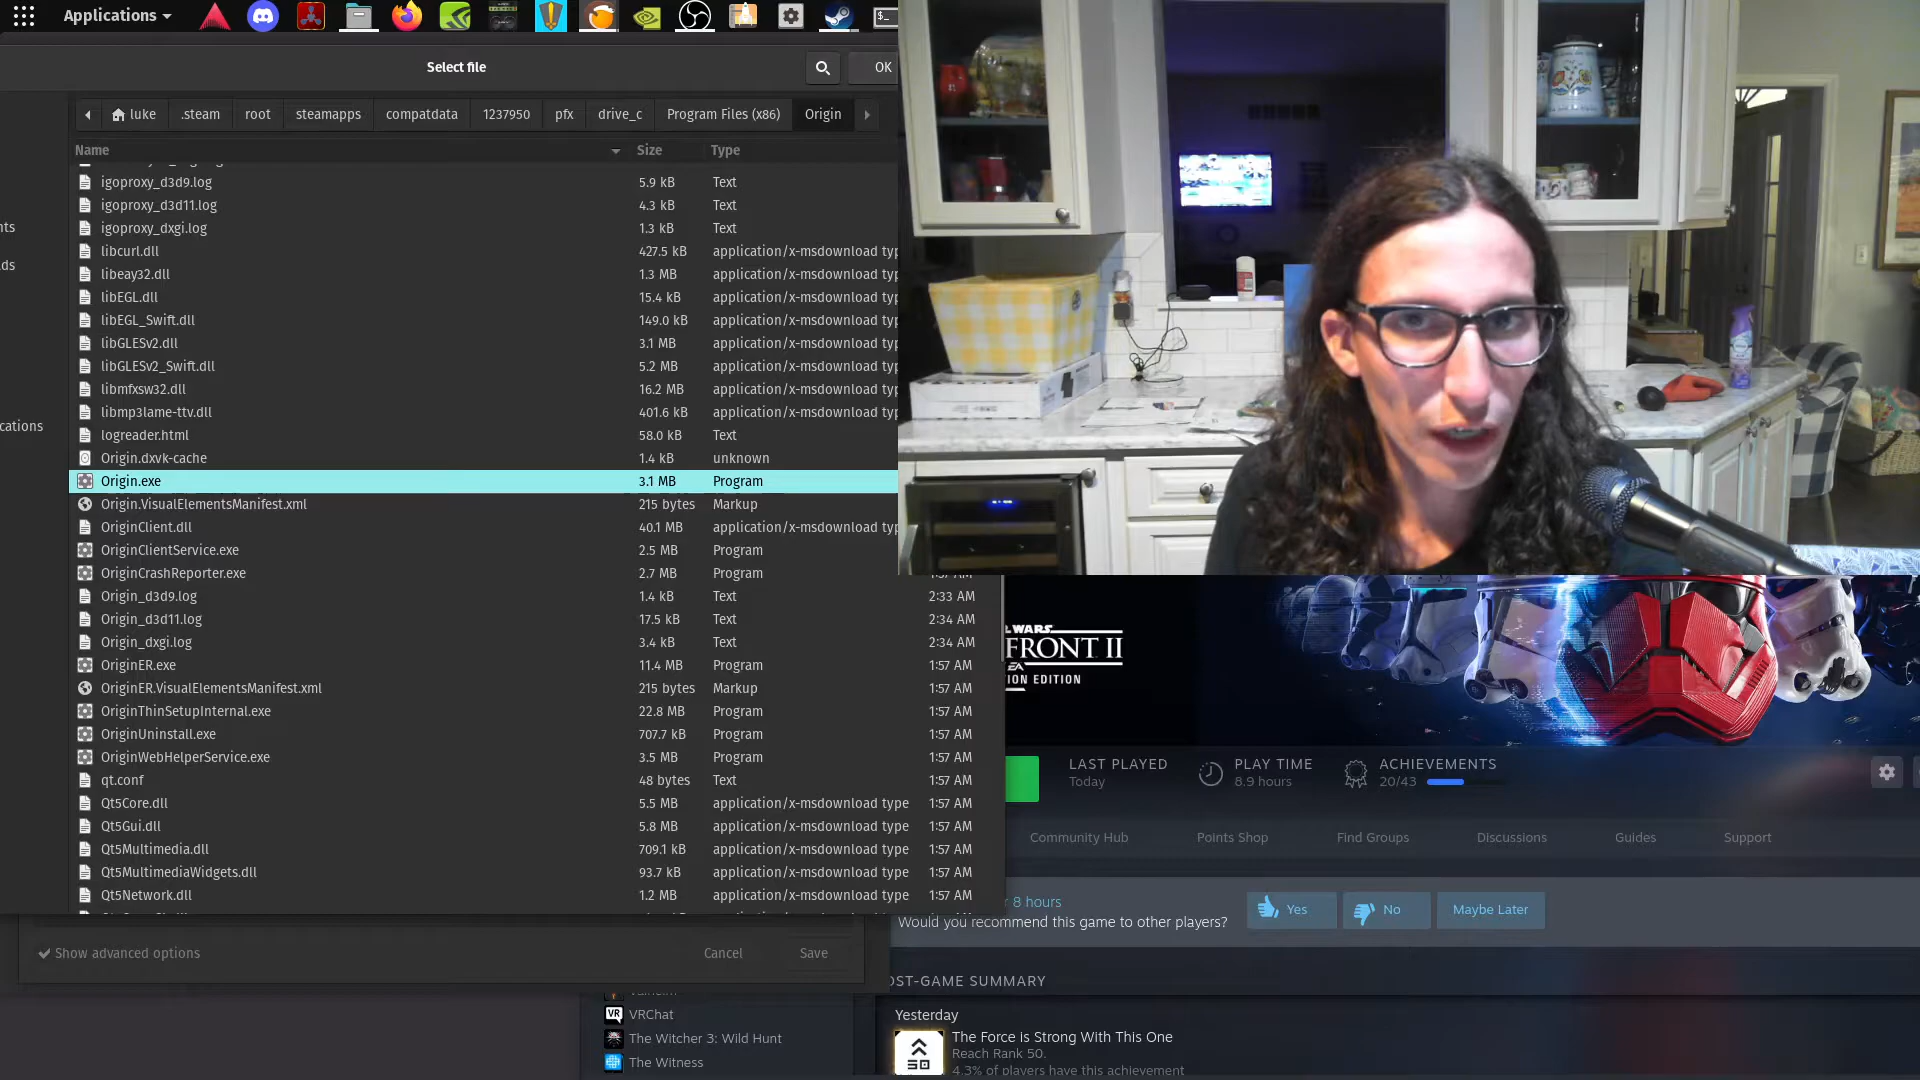 Applications
Select file
OK
luke
.steam
root
steamapps
compatdata
1237950
pfx
drive_c
Program Files (x86)
Origin
Name Size Type
igoproxy_d3d9.log 5.9 kB Text
igoproxy_d3d11.log 4.3 kB Text
igoproxy_dxgi.log 1.3 kB Text
libcurl.dll 427.5 kB application/x-msdownload typ
libeay32.dll 1.3 MB application/x-msdownload typ
libEGL.dll 15.4 kB application/x-msdownload typ
libEGL_Swift.dll 149.0 kB application/x-msdownload typ
libGLESv2.dll 3.1 MB application/x-msdownload typ
libGLESv2_Swift.dll 5.2 MB application/x-msdownload typ
libmfxsw32.dll 16.2 MB application/x-msdownload typ
libmp3lame-ttv.dll 401.6 kB application/x-msdownload typ
logreader.html 58.0 kB Text
Origin.dxvk-cache 1.4 kB unknown
Origin.exe 3.1 MB Program
Origin.VisualElementsManifest.xml 215 bytes Markup
OriginClient.dll 40.1 MB application/x-msdownload typ
OriginClientService.exe 2.5 MB Program
OriginCrashReporter.exe 2.7 MB Program
Origin_d3d9.log 1.4 kB Text 2:33 AM
Origin_d3d11.log 17.5 kB Text 2:34 AM
Origin_dxgi.log 3.4 kB Text 2:34 AM
OriginER.exe 11.4 MB Program 1:57 AM
OriginER.VisualElementsManifest.xml 215 bytes Markup 1:57 AM
OriginThinSetupInternal.exe 22.8 MB Program 1:57 AM
OriginUninstall.exe 707.7 kB Program 1:57 AM
OriginWebHelperService.exe 3.5 MB Program 1:57 AM
qt.conf 48 bytes Text 1:57 AM
Qt5Core.dll 5.5 MB application/x-msdownload type 1:57 AM
Qt5Gui.dll 5.8 MB application/x-msdownload type 1:57 AM
Qt5Multimedia.dll 709.1 kB application/x-msdownload type 1:57 AM
Qt5MultimediaWidgets.dll 93.7 kB application/x-msdownload type 1:57 AM
Qt5Network.dll 1.2 MB application/x-msdownload type 1:57 AM
nts
ds
cations
Show advanced options
Cancel
Save
VRChat
The Witcher 3: Wild Hunt
The Witness
WARS
FRONT II
EA
ION EDITION
LAST PLAYED
Today
PLAY TIME
8.9 hours
ACHIEVEMENTS
20/43
Community Hub
Points Shop
Find Groups
Discussions
Guides
Support
r 8 hours
Would you recommend this game to other players?
Yes
No
Maybe Later
OST-GAME SUMMARY
Yesterday
50
The Force is Strong With This One
Reach Rank 50.
4.3% of players have this achievement